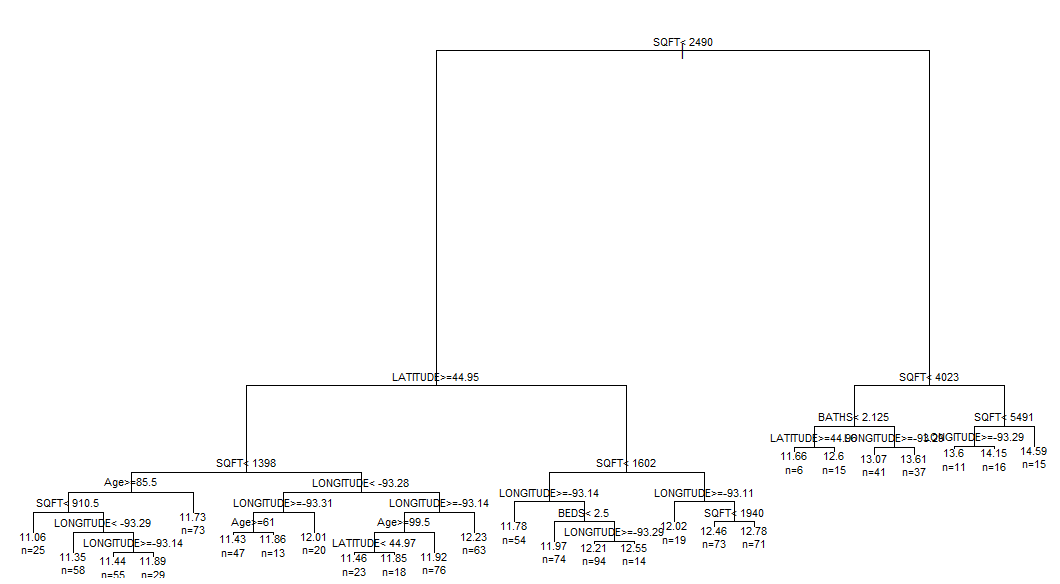 SQFT< 2490
LATITUDE>=44.95
SQFT< 4023
BATHS< 2.125
SQFT< 5491
LONGITUDE>=-93.29
11.66
n=6
12.6
n=15
13.07
n=41
13.61
n=37
13.6
n=11
14.15
n=16
14.59
n=15
SQFT< 1398
SQFT< 1602
Age>=85.5
LONGITUDE< -93.28
LONGITUDE>=-93.14
LONGITUDE>=-93.11
SQFT< 910.5
LONGITUDE>=-93.31
LONGITUDE>=-93.14
BEDS< 2.5
SQFT< 1940
LONGITUDE< -93.29
11.73
n=73
Age>=61
Age>=99.5
LONGITUDE>=-93.29
11.06
n=25
LONGITUDE>=-93.14
11.43
n=47
11.86
n=13
12.01
n=20
LATITUDE< 44.97
12.23
n=63
11.78
n=54
12.02
n=19
12.46
n=73
12.78
n=71
11.35
n=58
11.44
n=55
11.89
n=29
11.46
n=23
11.85
n=18
11.92
n=76
11.97
n=74
12.21
n=94
12.55
n=14